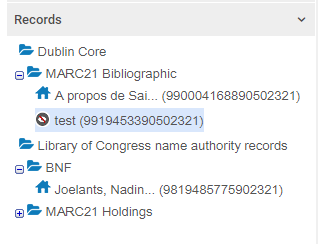 Records
Dublin Core
MARC21 Bibliographic
A propos de Sai... (990004168890502321)
test (9919453390502321)
Library of Congress name authority records
BNF
Joelants, Nadin... (9819485775902321)
MARC21 Holdings